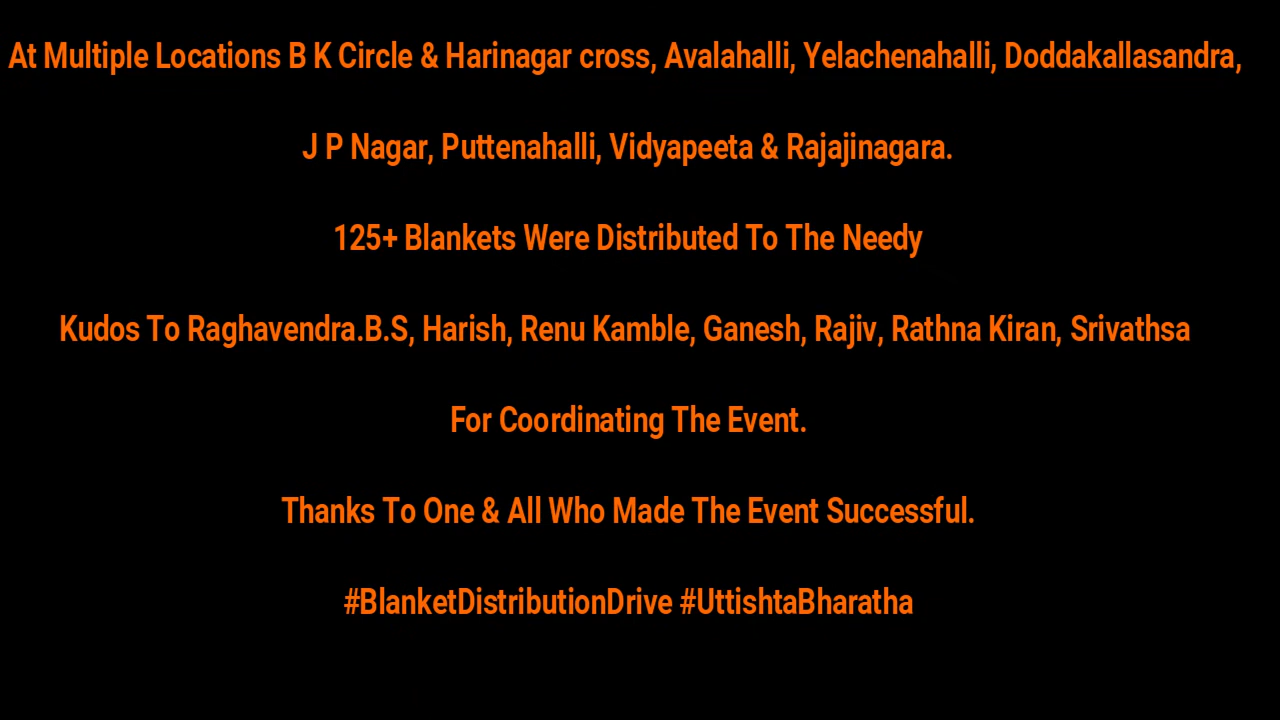 At Multiple Locations B K Circle & Harinagar cross, Avalahalli, Yelachenahalli, Doddakallasandra,
J P Nagar, Puttenahalli, Vidyapeeta & Rajajinagara.
125+ Blankets Were Distributed To The Needy
Kudos To Raghavendra.B.S, Harish, Renu Kamble, Ganesh, Rajiv, Rathna Kiran, Srivathsa
For Coordinating The Event.
Thanks To One & All Who Made The Event Successful.
#BlanketDistributionDrive #UttishtaBharatha